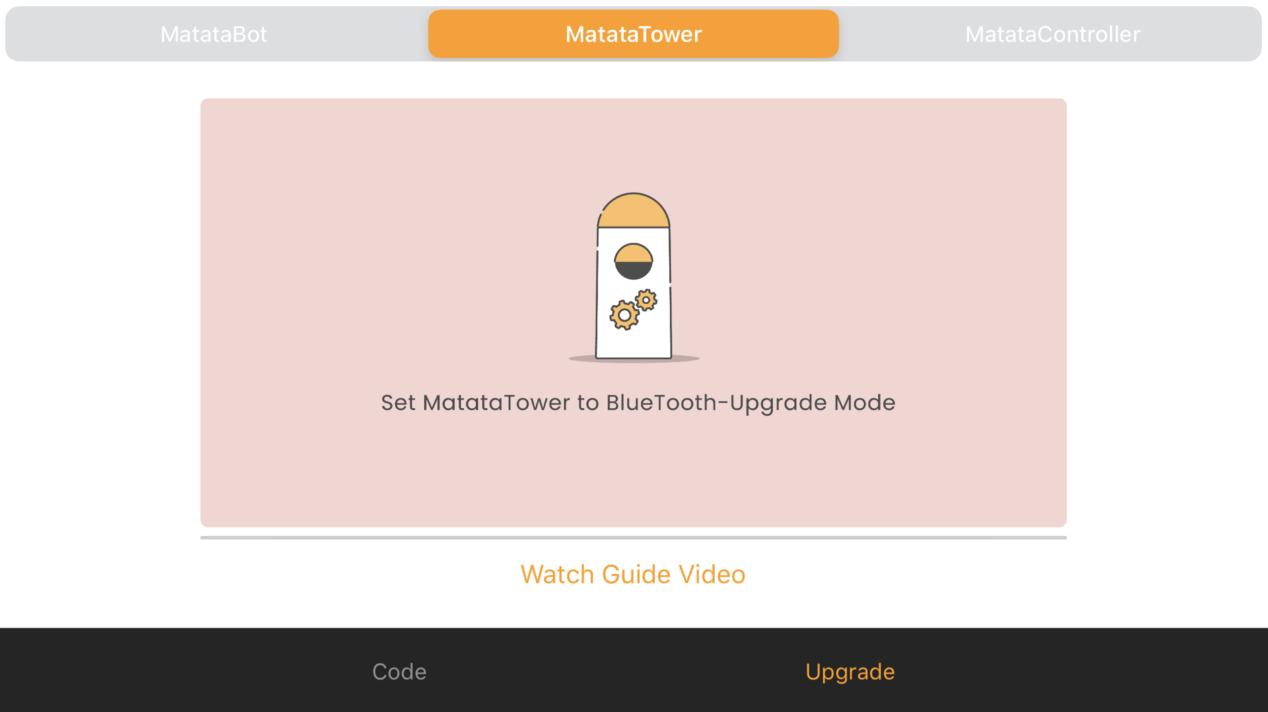 MatataBot
MatataTower
MatataController
Set MatataTower to BlueTooth-Upgrade Mode
Watch Guide Video
Code
Upgrade